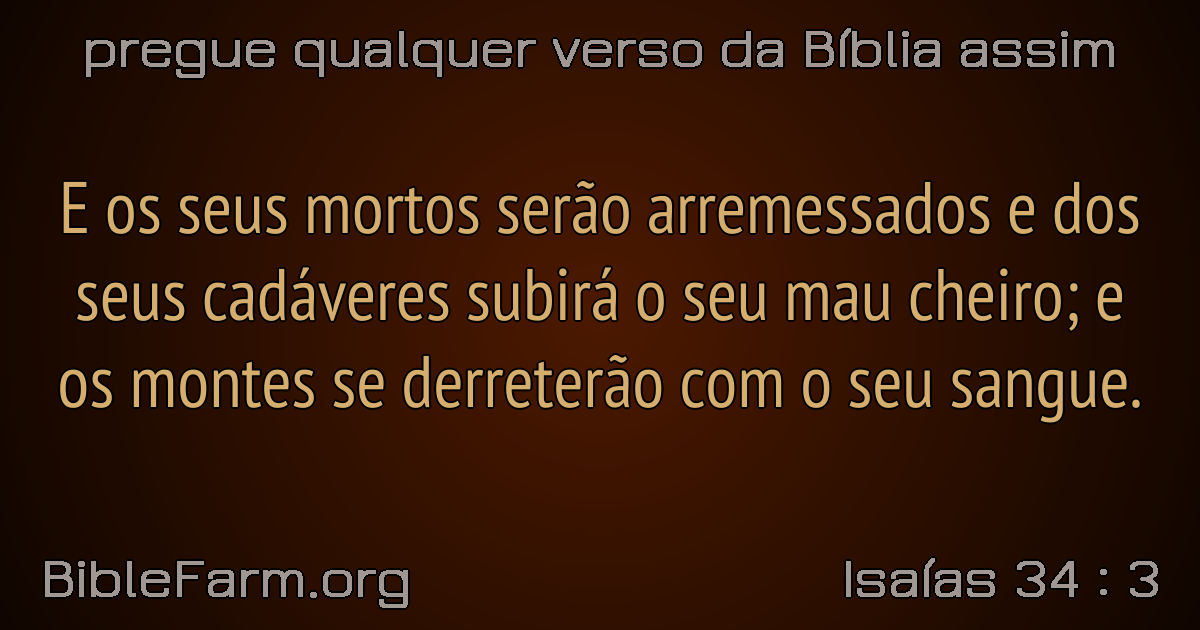 pregue qualquer verso da Bíblia assim
E os seus mortos serão arremessados e dos
seus cadáveres subirá o seu mau cheiro; e
os montes se derreterão com o seu sangue.
BibleFarm.org
Isaías 34 : 3